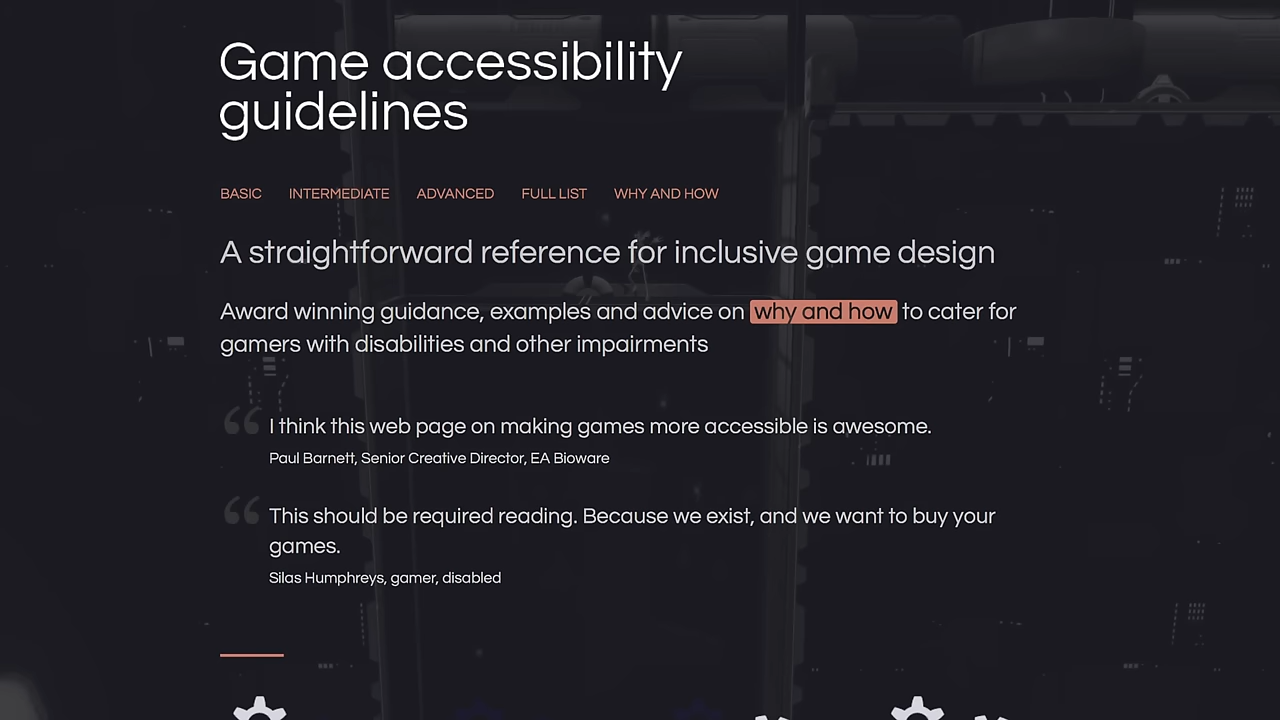 Game accessibility
guidelines
BASIC INTERMEDIATE ADVANCED FULL LIST WHY AND HOW
A straightforward reference for inclusive game design
Award winning guidance, examples and advice on why and how to cater for
gamers with disabilities and other impairments
I think this web page on making games more accessible is awesome.
Paul Barnett, Senior Creative Director, EA Bioware
This should be required reading. Because we exist, and we want to buy your
games.
Silas Humphreys, gamer, disabled